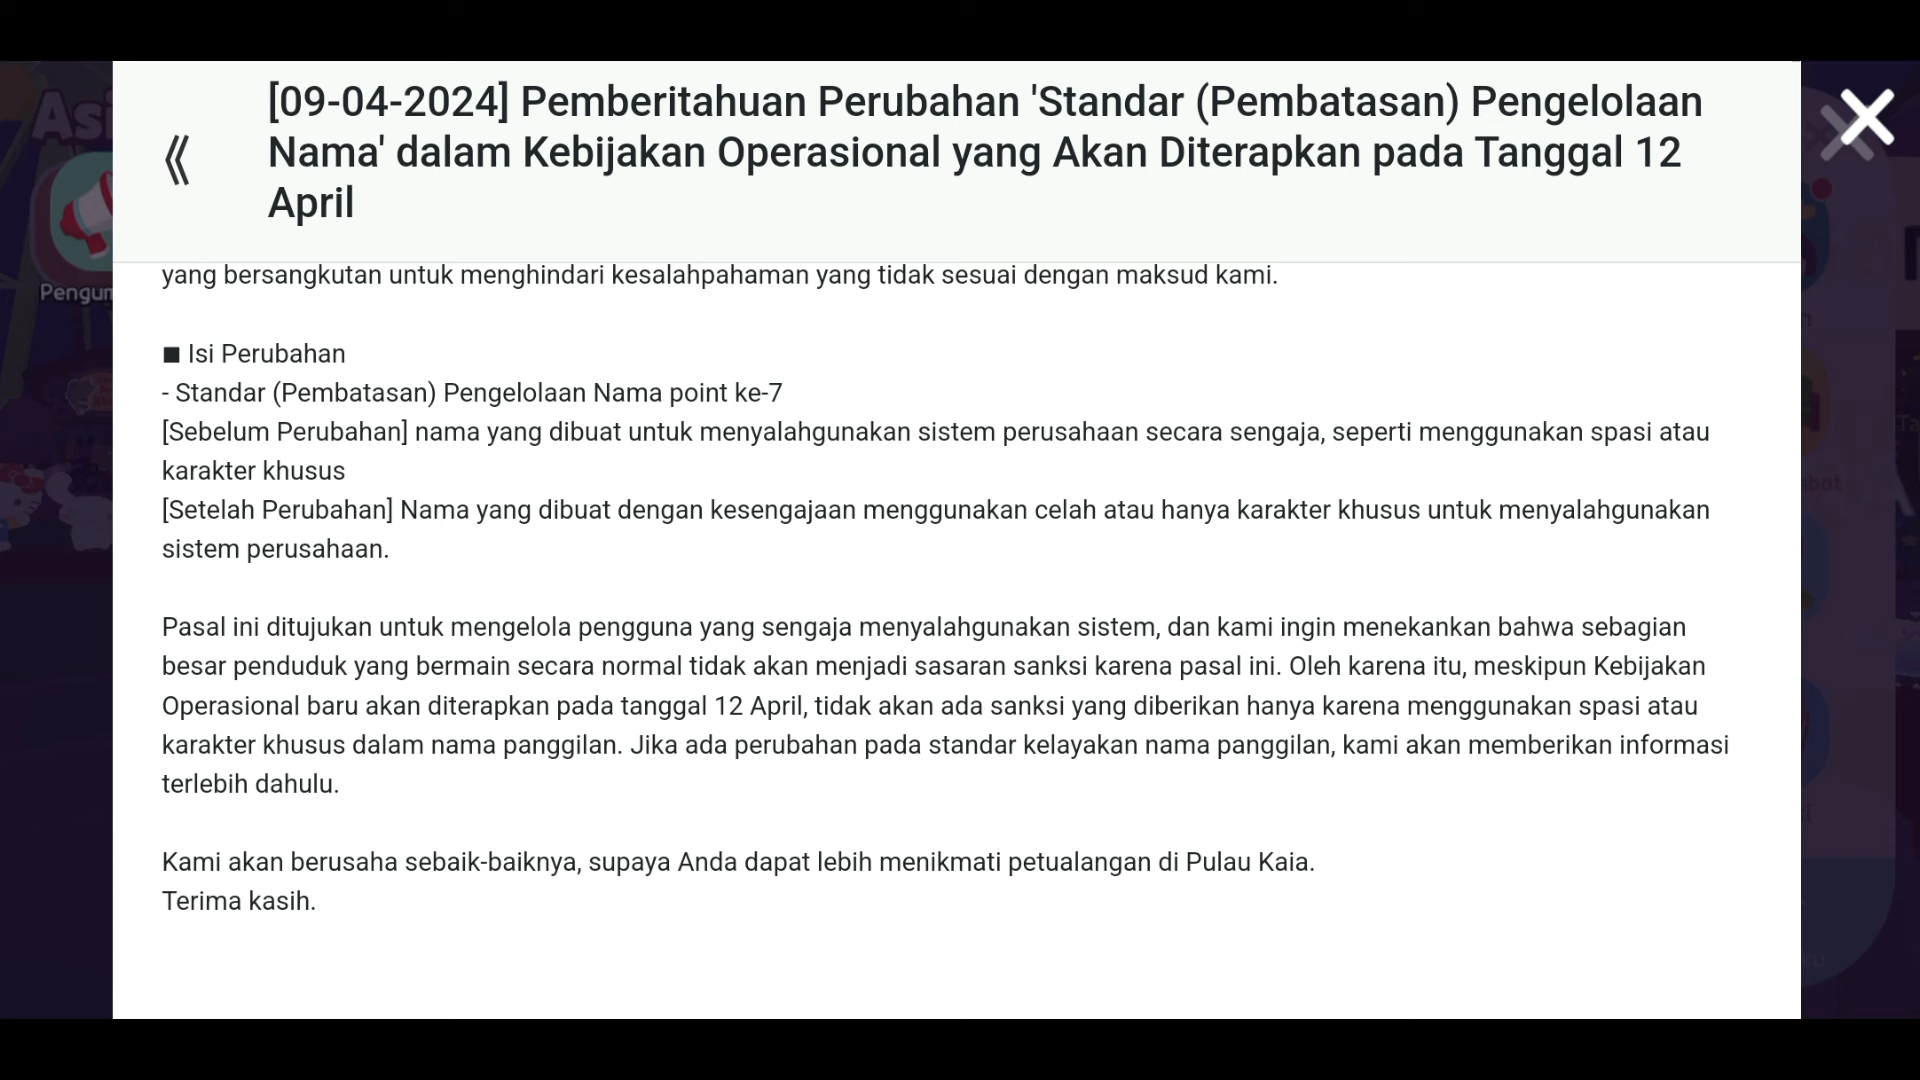 [09-04-2024] Pemberitahuan Perubahan 'Standar (Pembatasan) Pengelolaan
Nama' dalam Kebijakan Operasional yang Akan Diterapkan pada Tanggal 12
April
Asi
Pengum
yang bersangkutan untuk menghindari kesalahpahaman yang tidak sesuai dengan maksud kami.
■ Isi Perubahan
- Standar (Pembatasan) Pengelolaan Nama point ke-7
[Sebelum Perubahan] nama yang dibuat untuk menyalahgunakan sistem perusahaan secara sengaja, seperti menggunakan spasi atau
karakter khusus
[Setelah Perubahan] Nama yang dibuat dengan kesengajaan menggunakan celah atau hanya karakter khusus untuk menyalahgunakan
sistem perusahaan.
Pasal ini ditujukan untuk mengelola pengguna yang sengaja menyalahgunakan sistem, dan kami ingin menekankan bahwa sebagian
besar penduduk yang bermain secara normal tidak akan menjadi sasaran sanksi karena pasal ini. Oleh karena itu, meskipun Kebijakan
Operasional baru akan diterapkan pada tanggal 12 April, tidak akan ada sanksi yang diberikan hanya karena menggunakan spasi atau
karakter khusus dalam nama panggilan. Jika ada perubahan pada standar kelayakan nama panggilan, kami akan memberikan informasi
terlebih dahulu.
Kami akan berusaha sebaik-baiknya, supaya Anda dapat lebih menikmati petualangan di Pulau Kaia.
Terima kasih.